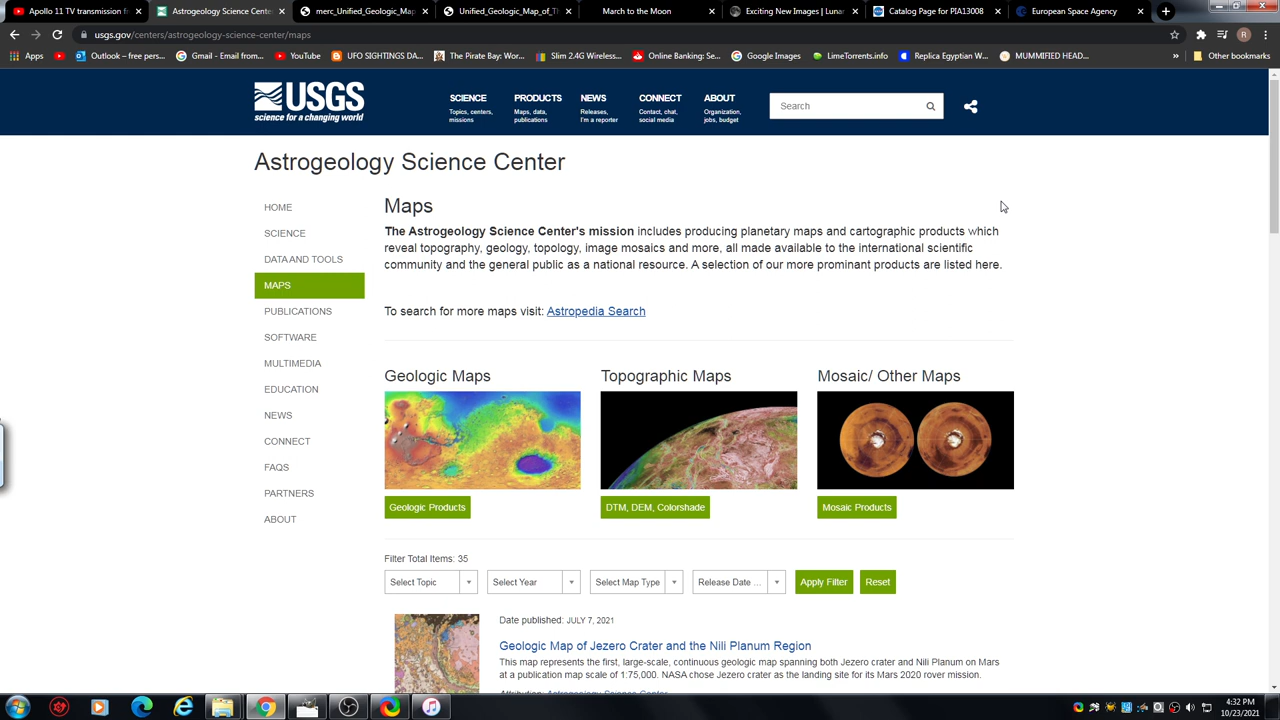 Apollo 11 TV transmission from
Astrogeology Science Center
merc_Unified_Geologic_Map
Unified_Geologic_Map_of_T
March to the Moon
Exciting New Images | Luna
Catalog Page for PIA13008
European Space Agency
usgs.gov/centers/astrogeology-science-center/maps
Apps
Outlook – free pers...
Gmail - Email from...
YouTube
UFO SIGHTINGS DA...
The Pirate Bay: Wor...
Slim 2.4G Wireless...
Online Banking: Se...
Google Images
LimeTorrents.info
Replica Egyptian W...
MUMMIFIED HEAD...
Other bookmarks
USGS
science for a changing world
SCIENCE
Topics, centers,
missions
PRODUCTS
Maps, data,
publications
NEWS
Releases,
I'm a reporter
CONNECT
Contact, chat,
social media
ABOUT
Organization,
jobs, budget
Search
Astrogeology Science Center
HOME
SCIENCE
DATA AND TOOLS
MAPS
PUBLICATIONS
SOFTWARE
MULTIMEDIA
EDUCATION
NEWS
CONNECT
FAQS
PARTNERS
ABOUT
Maps
The Astrogeology Science Center's mission includes producing planetary maps and cartographic products which
reveal topography, geology, topology, image mosaics and more, all made available to the international scientific
community and the general public as a national resource. A selection of our more prominent products are listed here.
To search for more maps visit: Astropedia Search
Geologic Maps
Topographic Maps
Mosaic/ Other Maps
Geologic Products
DTM, DEM, Colorshade
Mosaic Products
Filter Total Items: 35
Select Topic
Select Year
Select Map Type
Release Date ...
Apply Filter
Reset
Date published: JULY 7, 2021
Geologic Map of Jezero Crater and the Nili Planum Region
This map represents the first, large-scale, continuous geologic map spanning both Jezero crater and Nili Planum on Mars
at a publication map scale of 1:75,000. NASA chose Jezero crater as the landing site for its Mars 2020 rover mission.
Attribution: Astrogeology Science Center
4:32 PM
10/23/2021